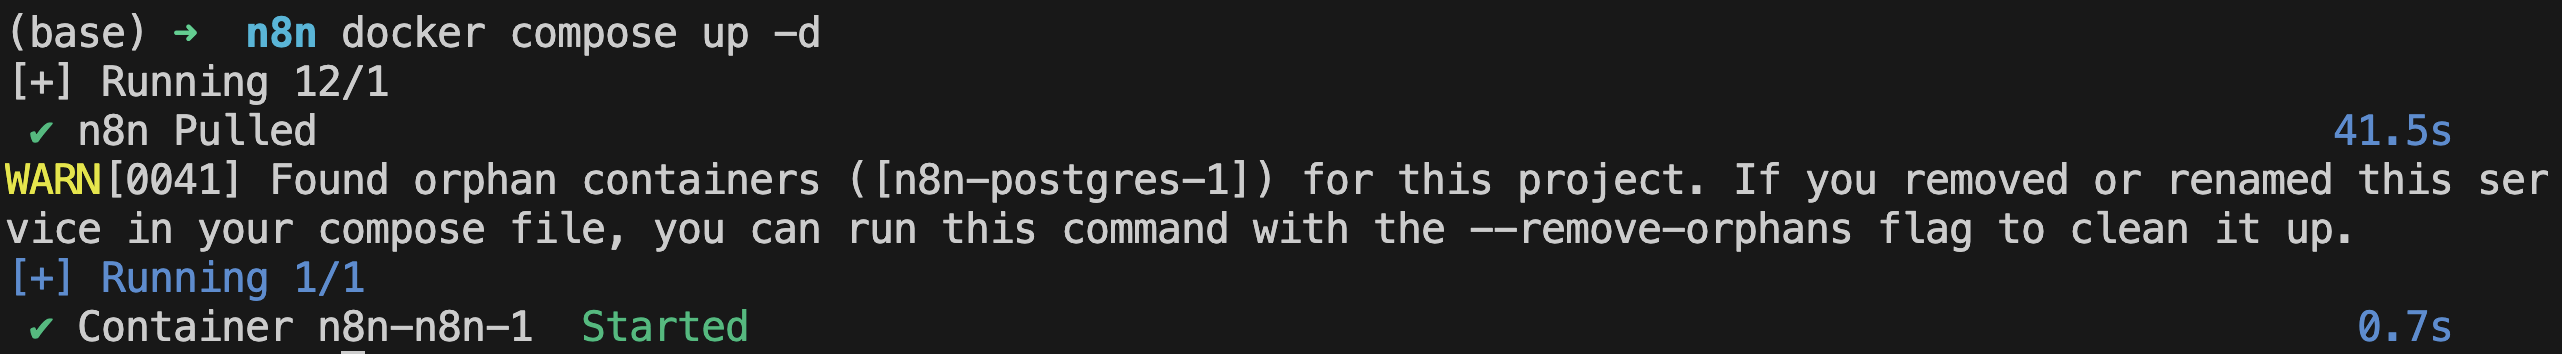 (base) ➜  n8n docker compose up -d
[+] Running 12/1
 ✔ n8n Pulled 41.5s
WARN[0041] Found orphan containers ([n8n-postgres-1]) for this project. If you removed or renamed this ser
vice in your compose file, you can run this command with the --remove-orphans flag to clean it up.
[+] Running 1/1
 ✔ Container n8n-n8n-1  Started 0.7s